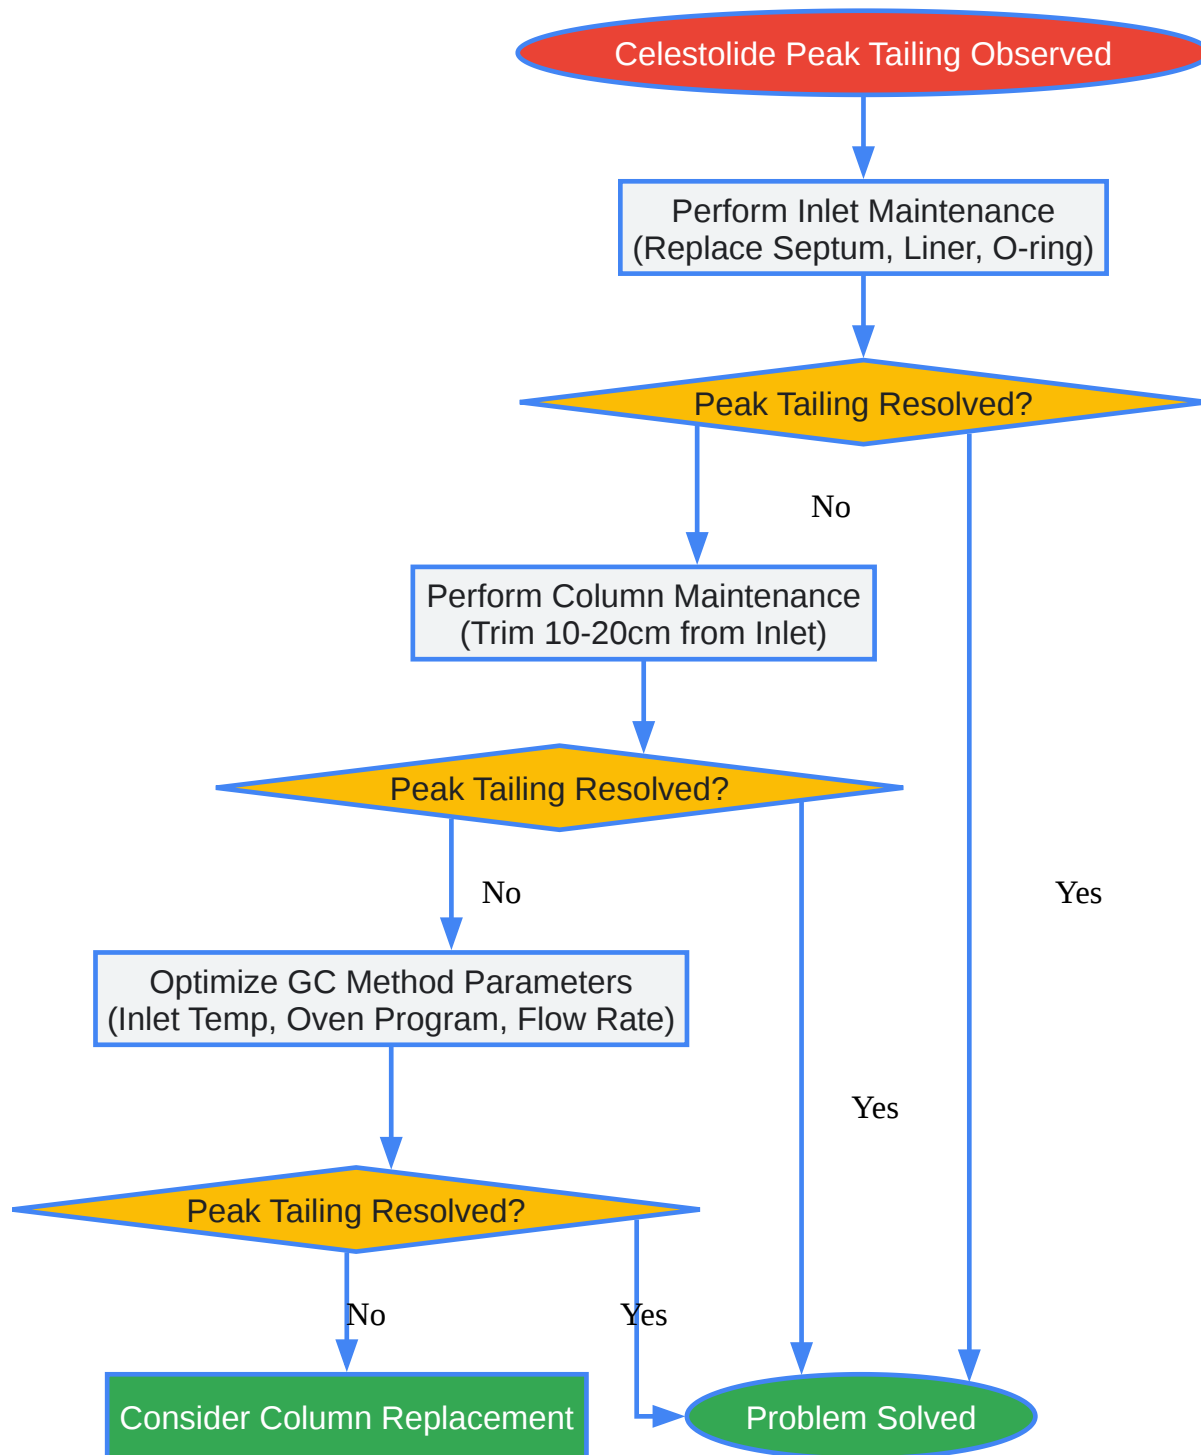 Celestolide Peak Tailing Observed
Perform Inlet Maintenance
(Replace Septum, Liner, O-ring)
Peak Tailing Resolved?
No
Perform Column Maintenance
(Trim 10-20cm from Inlet)
Peak Tailing Resolved?
No
Yes
Optimize GC Method Parameters
(Inlet Temp, Oven Program, Flow Rate)
Yes
Peak Tailing Resolved?
No
Yes
Consider Column Replacement
Problem Solved